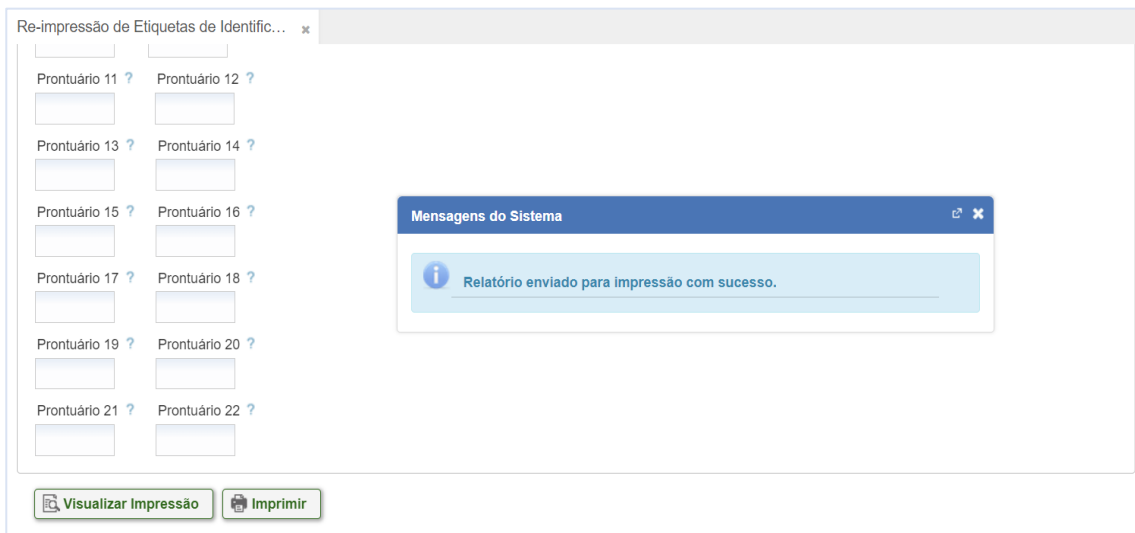 Re-impressão de Etiquetas de Identific...
Prontuário 11 ? Prontuário 12 ?
Prontuário 13 ? Prontuário 14 ?
Prontuário 15 ? Prontuário 16 ?
Mensagens do Sistema
Relatório enviado para impressão com sucesso.
Prontuário 17 ? Prontuário 18 ?
Prontuário 19 ? Prontuário 20 ?
Prontuário 21 ? Prontuário 22 ?
Visualizar Impressão Imprimir